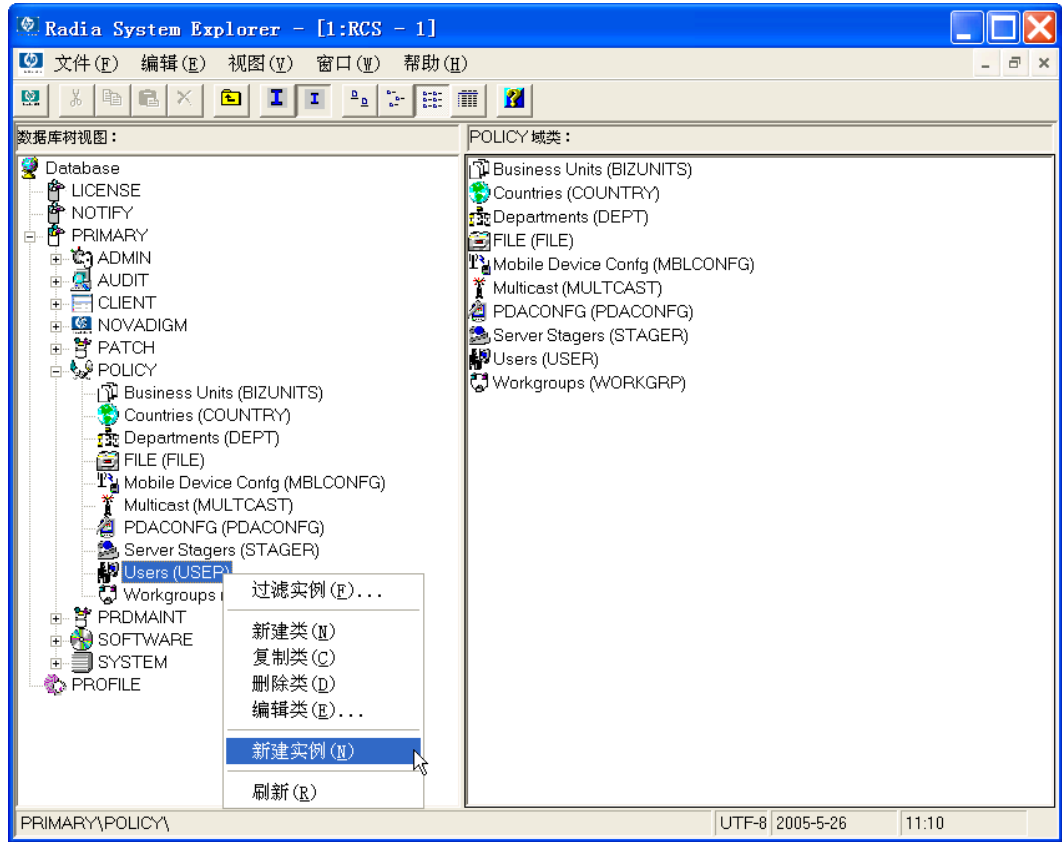 Radia System Explorer - [1:RCS - 1]
文件(F) 编辑(E) 视图(V) 窗口(W) 帮助(H)
数据库树视图：
POLICY 域类：
Database
LICENSE
NOTIFY
PRIMARY
ADMIN
AUDIT
CLIENT
NOVADIGM
PATCH
POLICY
Business Units (BIZUNITS)
Countries (COUNTRY)
Departments (DEPT)
FILE (FILE)
Mobile Device Confg (MBLCONFG)
Multicast (MULTCAST)
PDACONFG (PDACONFG)
Server Stagers (STAGER)
Users (USER)
Workgroups
PRDMAINT
SOFTWARE
SYSTEM
PROFILE
过滤实例(F)...
新建类(N)
复制类(C)
删除类(D)
编辑类(E)...
新建实例(N)
刷新(R)
Business Units (BIZUNITS)
Countries (COUNTRY)
Departments (DEPT)
FILE (FILE)
Mobile Device Confg (MBLCONFG)
Multicast (MULTCAST)
PDACONFG (PDACONFG)
Server Stagers (STAGER)
Users (USER)
Workgroups (WORKGRP)
PRIMARY\POLICY\
UTF-8 2005-5-26 11:10